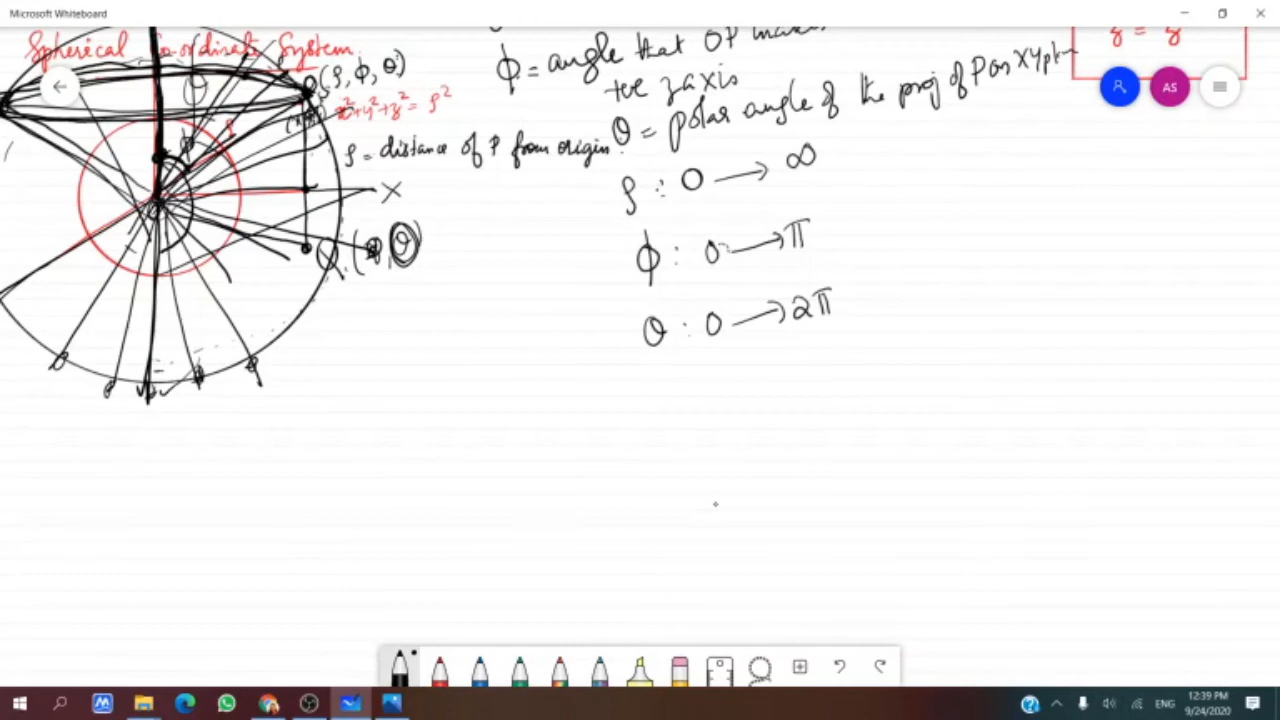 Microsoft Whiteboard
Spherical Co-ordinate System
(ρ, ϕ, θ)
x²+y²+z² = ρ²
ρ = distance of P from origin.
X
ϕ = angle that OP makes
+ve z axis
θ = polar angle of the proj of P on XY plane
ρ : 0 → ∞
ϕ : 0 → π
θ : 0 → 2π
z = z
AS
ENG
12:39 PM
9/24/2020